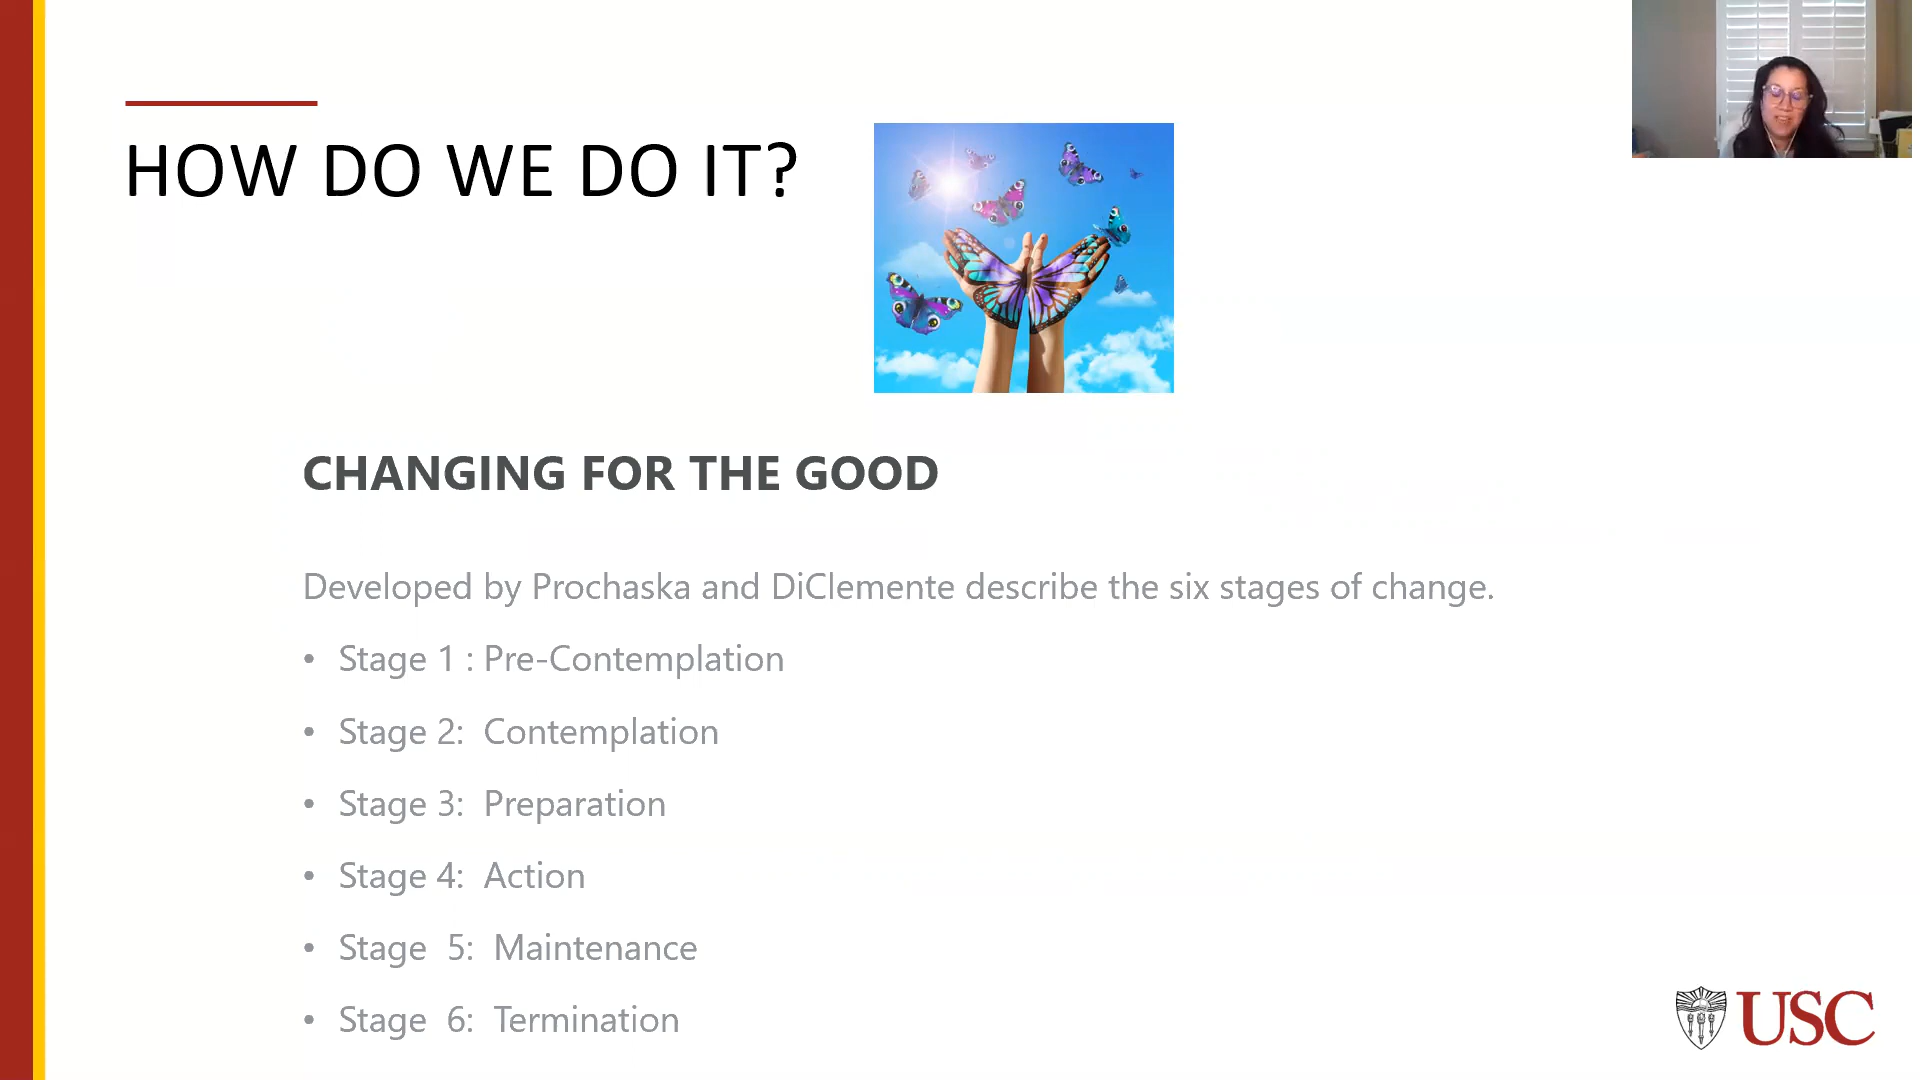 HOW DO WE DO IT?
CHANGING FOR THE GOOD
Developed by Prochaska and DiClemente describe the six stages of change.
• Stage 1 : Pre-Contemplation
• Stage 2:  Contemplation
• Stage 3:  Preparation
• Stage 4:  Action
• Stage  5:  Maintenance
• Stage  6:  Termination
USC